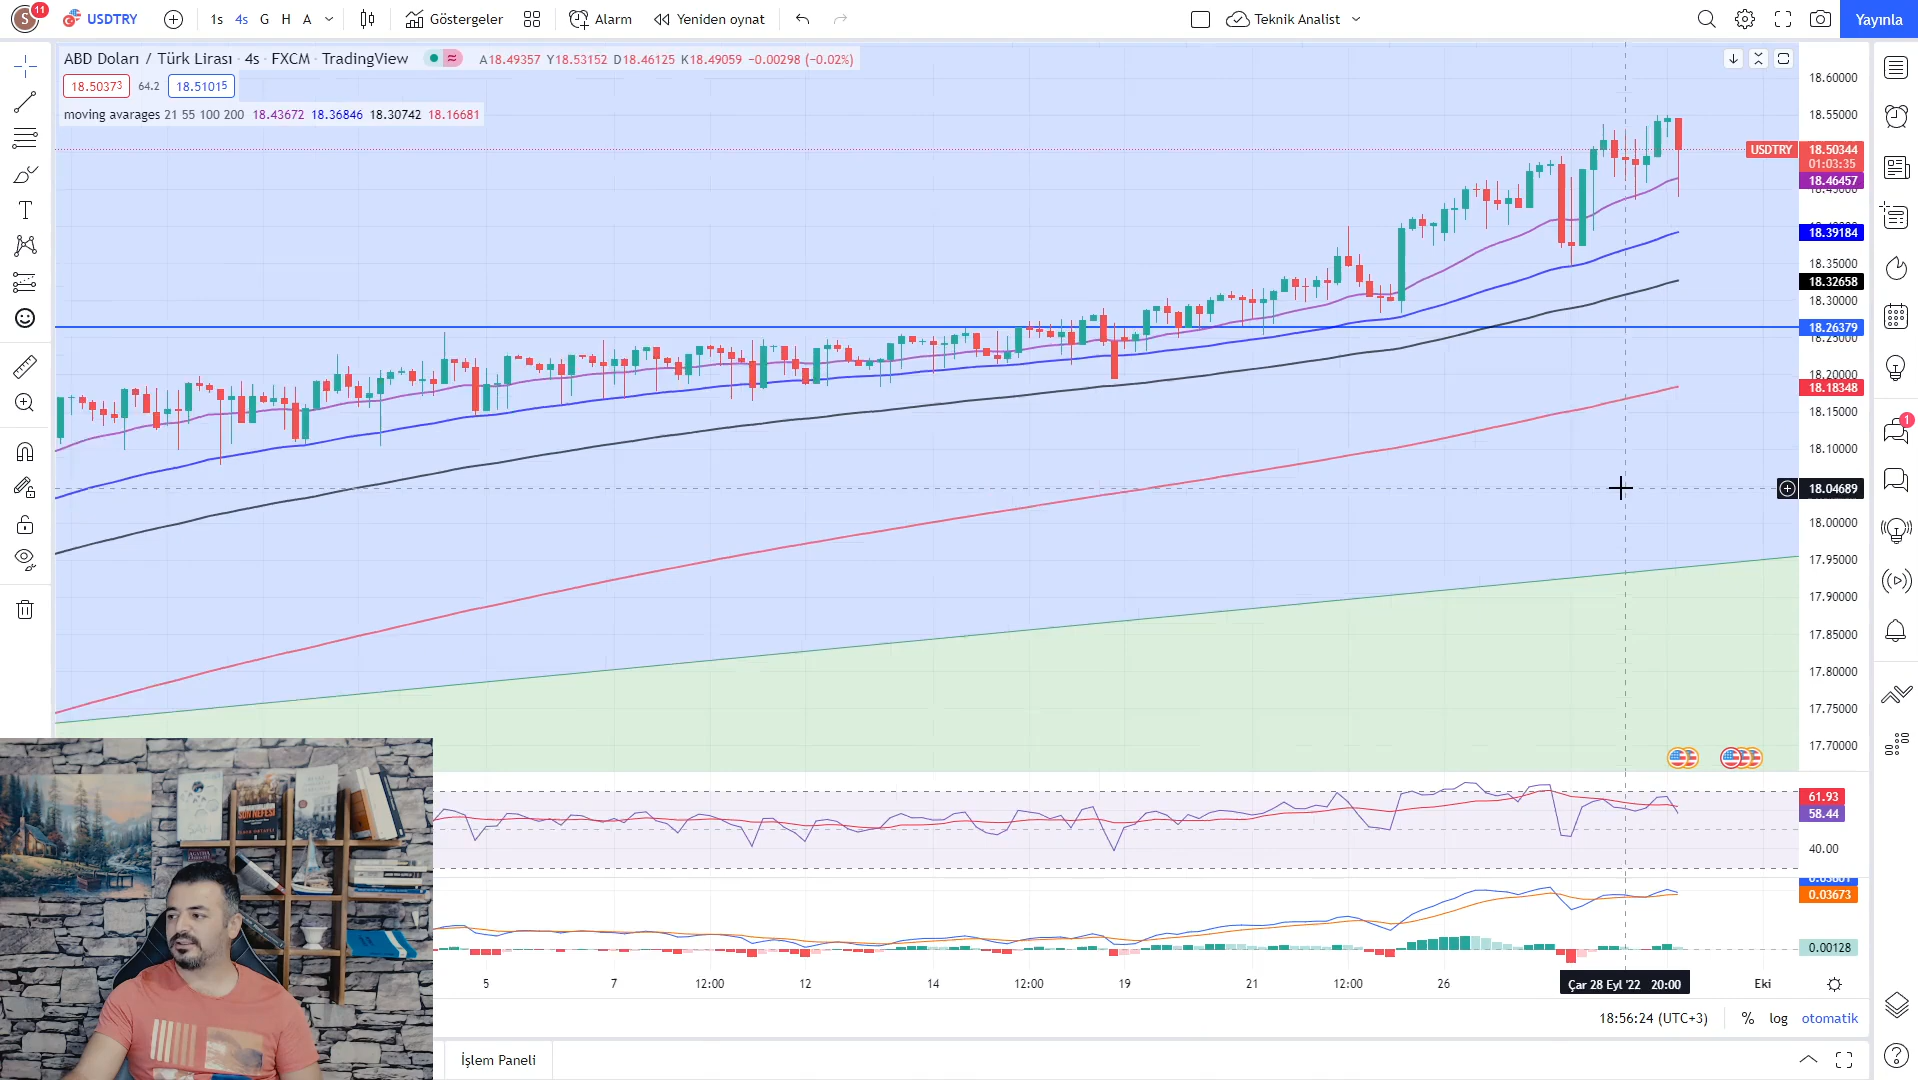 S 11 USDTRY 1s 4s G H A Göstergeler Alarm Yeniden oynat Teknik Analist Yayınla
ABD Doları / Türk Lirası · 4s · FXCM · TradingView A18.49357 Y18.53152 D18.46125 K18.49059 −0.00298 (−0.02%)
18.50373 64.2 18.51015
moving avarages 21 55 100 200 18.43672 18.36846 18.30742 18.16681
18.60000
18.55000
USDTRY 18.50344
01:03:35
18.46457
18.39184
18.35000
18.32658
18.30000
18.26379
18.25000
18.20000
18.18348
18.15000
18.10000
18.04689
18.00000
17.95000
17.90000
17.85000
17.80000
17.75000
17.70000
61.93
58.44
40.00
0.03673
0.00128
5 7 12:00 12 14 12:00 19 21 12:00 26 Çar 28 Eyl '22 20:00 Eki
18:56:24 (UTC+3) % log otomatik
İşlem Paneli
T
1
SON NEFESİ